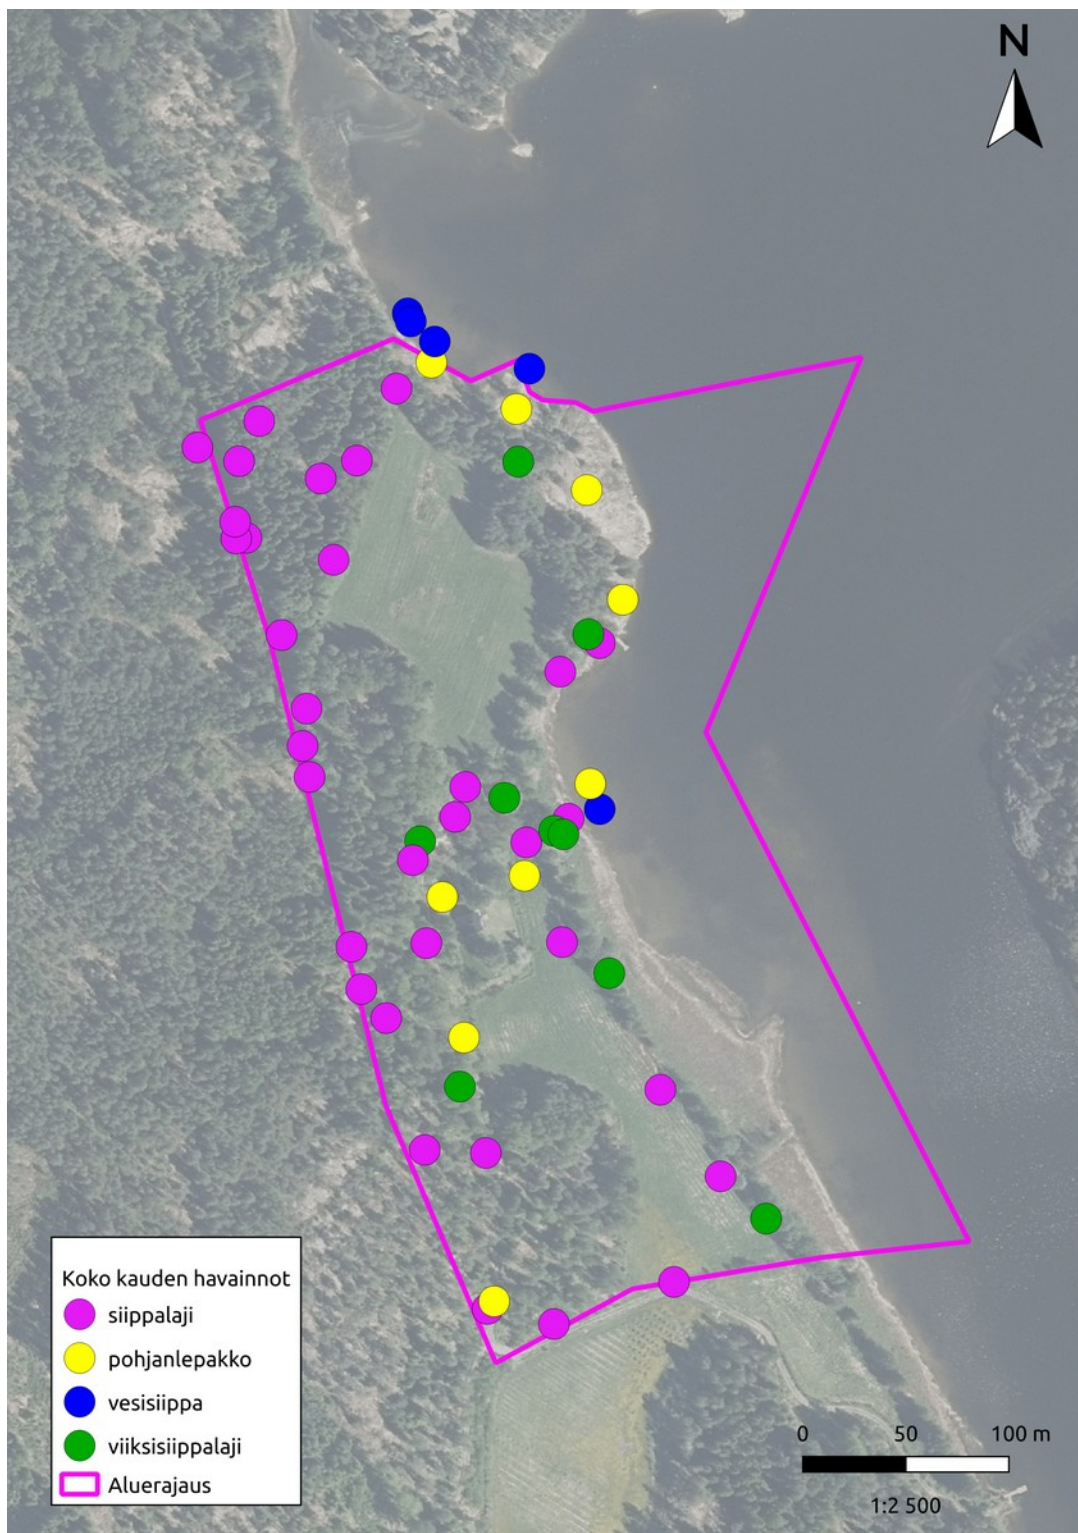 N
Koko kauden havainnot
siippalaji
pohjanlepakko
vesisiippa
viiksisiippalaji
Aluerajaus
0 50 100 m
1:2 500